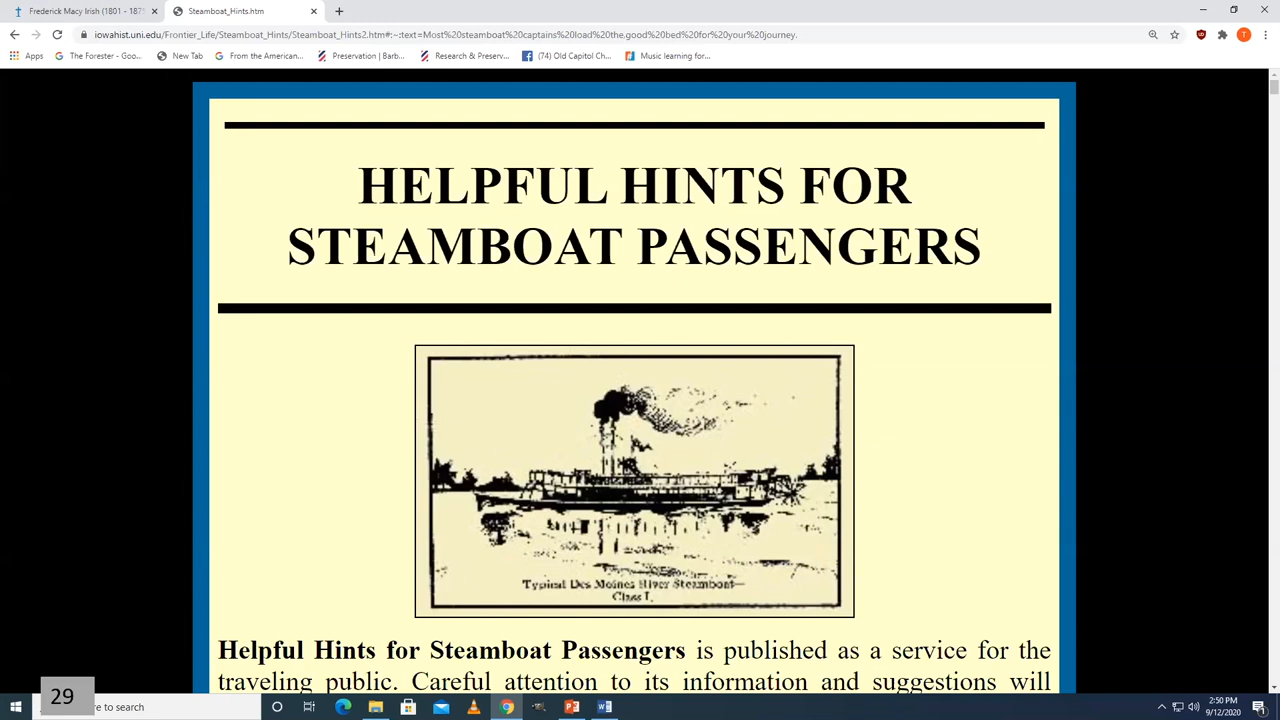 Frederick Macy Irish (1801 - 1875
Steamboat_Hints.htm
iowahist.uni.edu/Frontier_Life/Steamboat_Hints/Steamboat_Hints2.htm#:~:text=Most%20steamboat%20captains%20load%20the.good%20bed%20for%20your%20journey.
Apps The Forester - Goo... New Tab From the American... Preservation | Barb... Research & Preserv... (74) Old Capitol Ch... Music learning for...
HELPFUL HINTS FOR
STEAMBOAT PASSENGERS
Typical Des Moines River Steamboat—
Class I.
Helpful Hints for Steamboat Passengers is published as a service for the
traveling public. Careful attention to its information and suggestions will
29
ere to search
2:50 PM
9/12/2020